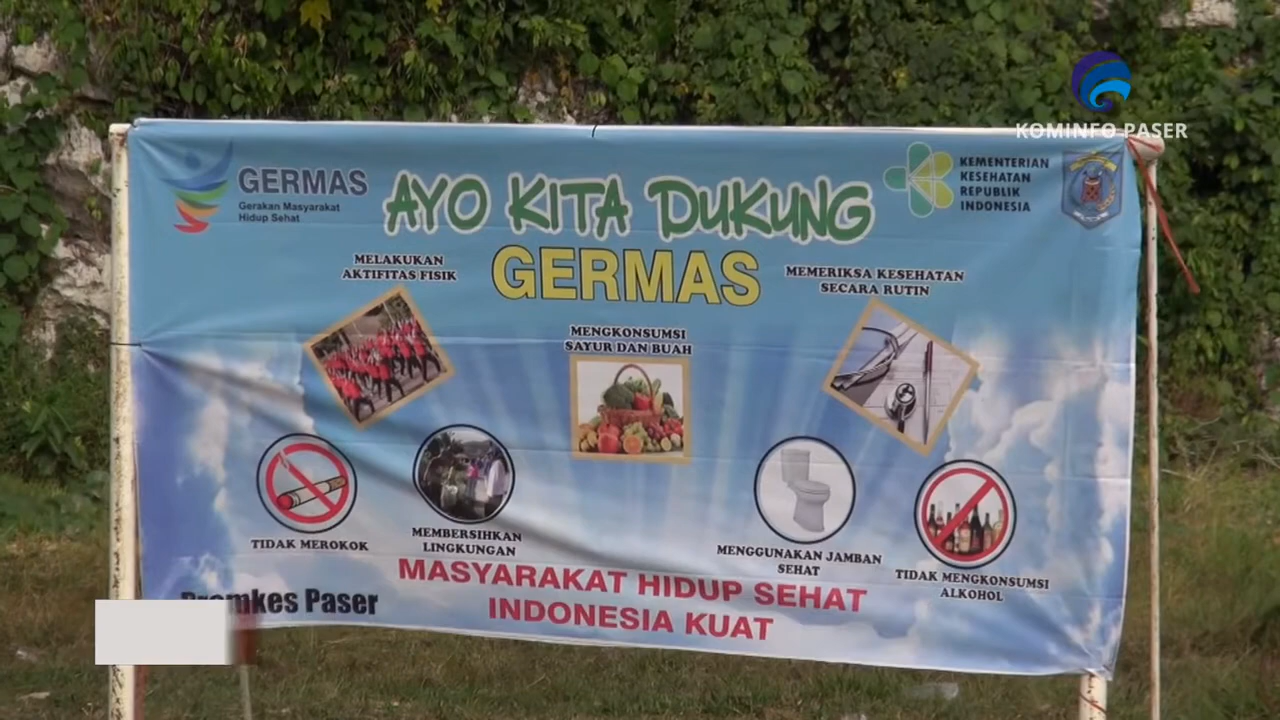 KOMINFO PASER
GERMAS
Gerakan Masyarakat
Hidup Sehat
AYO KITA DUKUNG
GERMAS
KEMENTERIAN
KESEHATAN
REPUBLIK
INDONESIA
MELAKUKAN
AKTIFITAS FISIK
MENGKONSUMSI
SAYUR DAN BUAH
MEMERIKSA KESEHATAN
SECARA RUTIN
TIDAK MEROKOK
MEMBERSIHKAN
LINGKUNGAN
MENGGUNAKAN JAMBAN
SEHAT
TIDAK MENGKONSUMSI
ALKOHOL
MASYARAKAT HIDUP SEHAT
INDONESIA KUAT
Promkes Paser